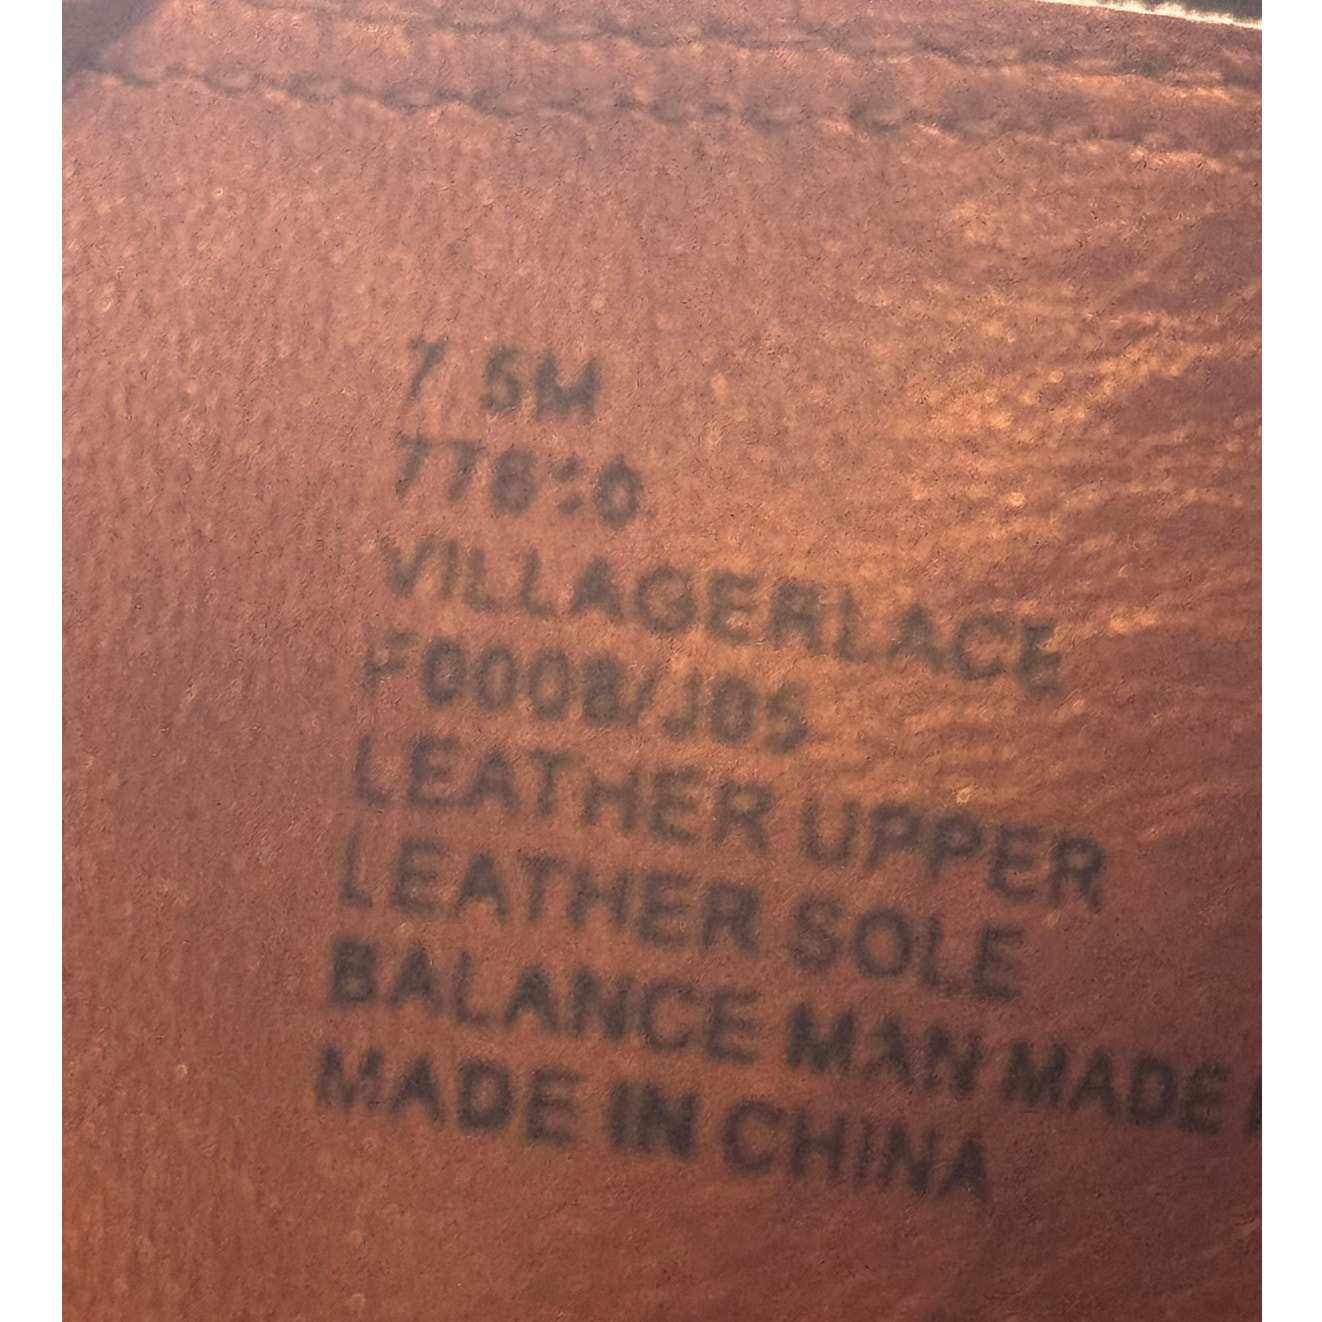 7 5M
VILLAGERLACE
F0008/J05
LEATHER UPPER
LEATHER SOLE
BALANCE MAN MADE
MADE IN CHINA